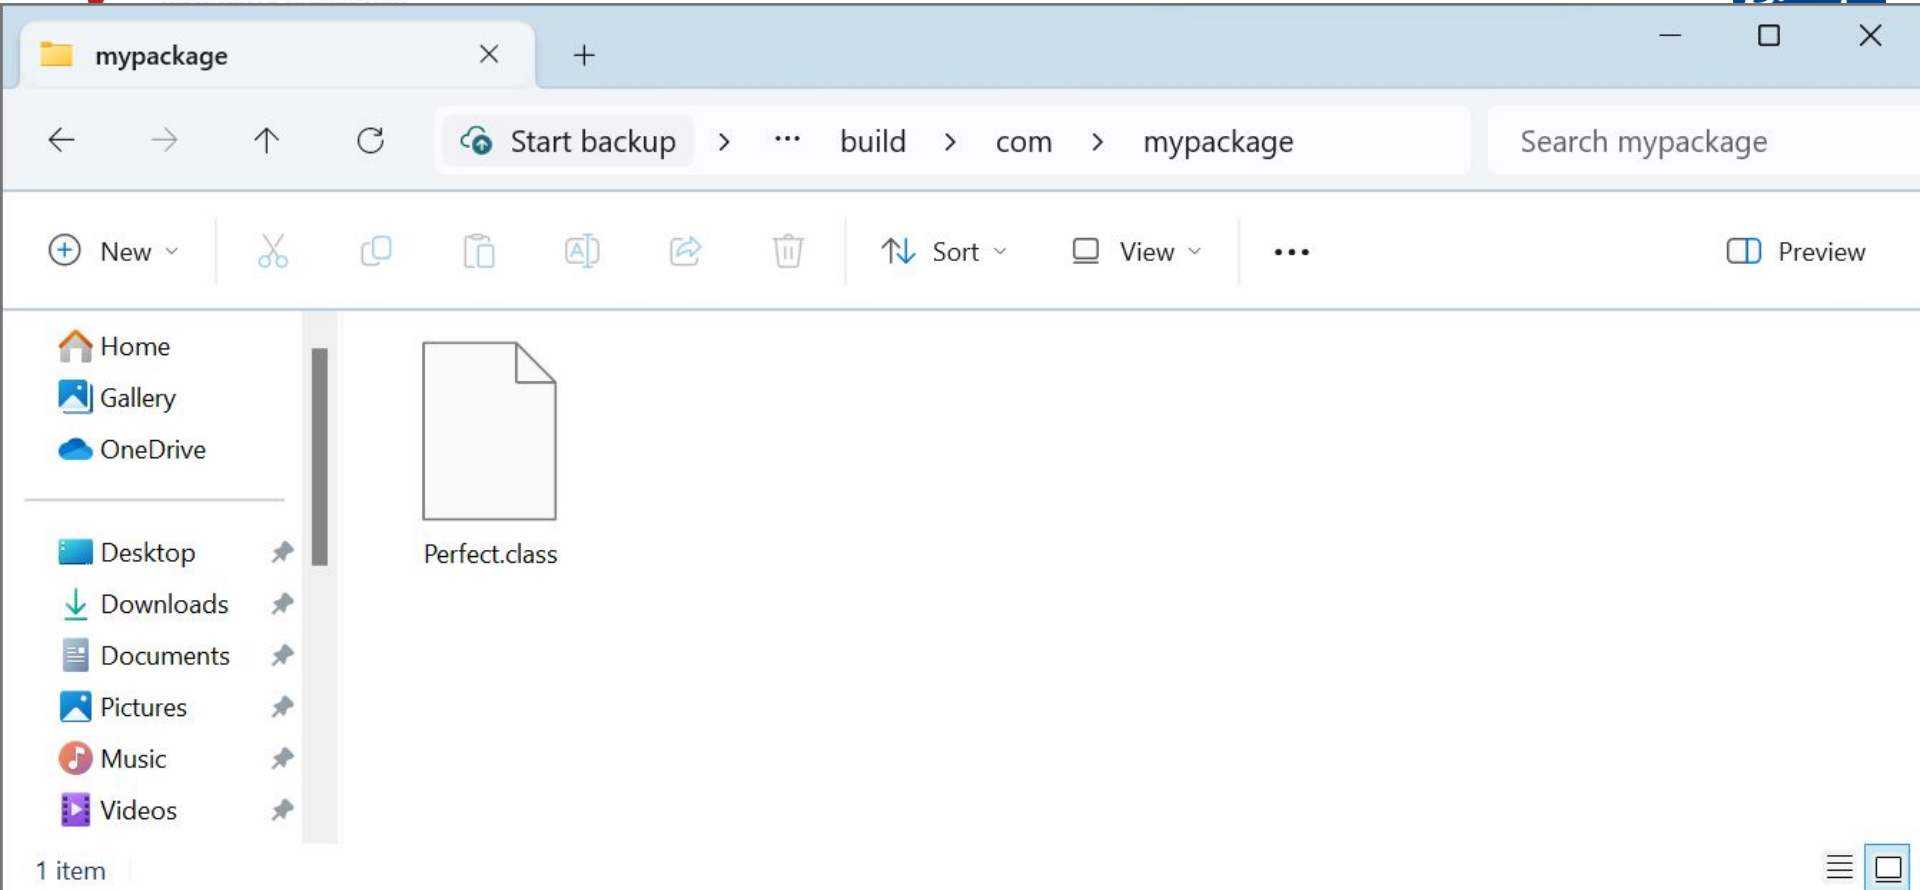 mypackage
Start backup > ... build > com > mypackage
Search mypackage
New
Sort
View
Preview
Home
Gallery
OneDrive
Desktop
Downloads
Documents
Pictures
Music
Videos
Perfect.class
1 item